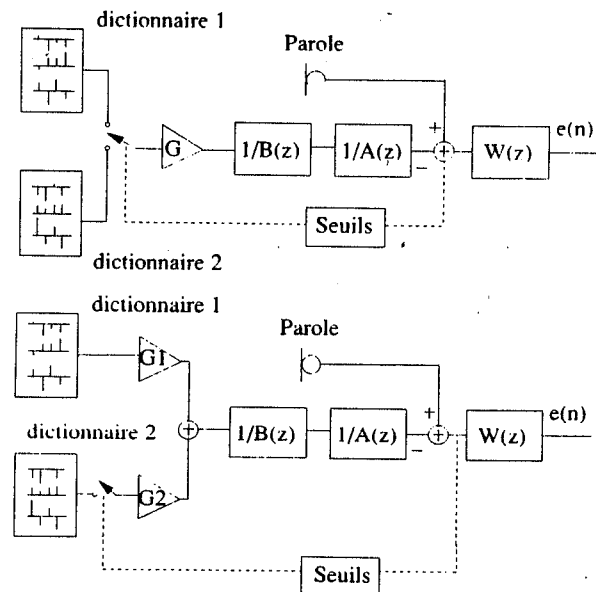 dictionnaire 1
Parole
+
e(n)
G
1/B(z)
1/A(z)
+
W(z)
−
Seuils
dictionnaire 2
dictionnaire 1
Parole
G1
+
e(n)
dictionnaire 2
+
1/B(z)
1/A(z)
+
W(z)
−
G2
Seuils